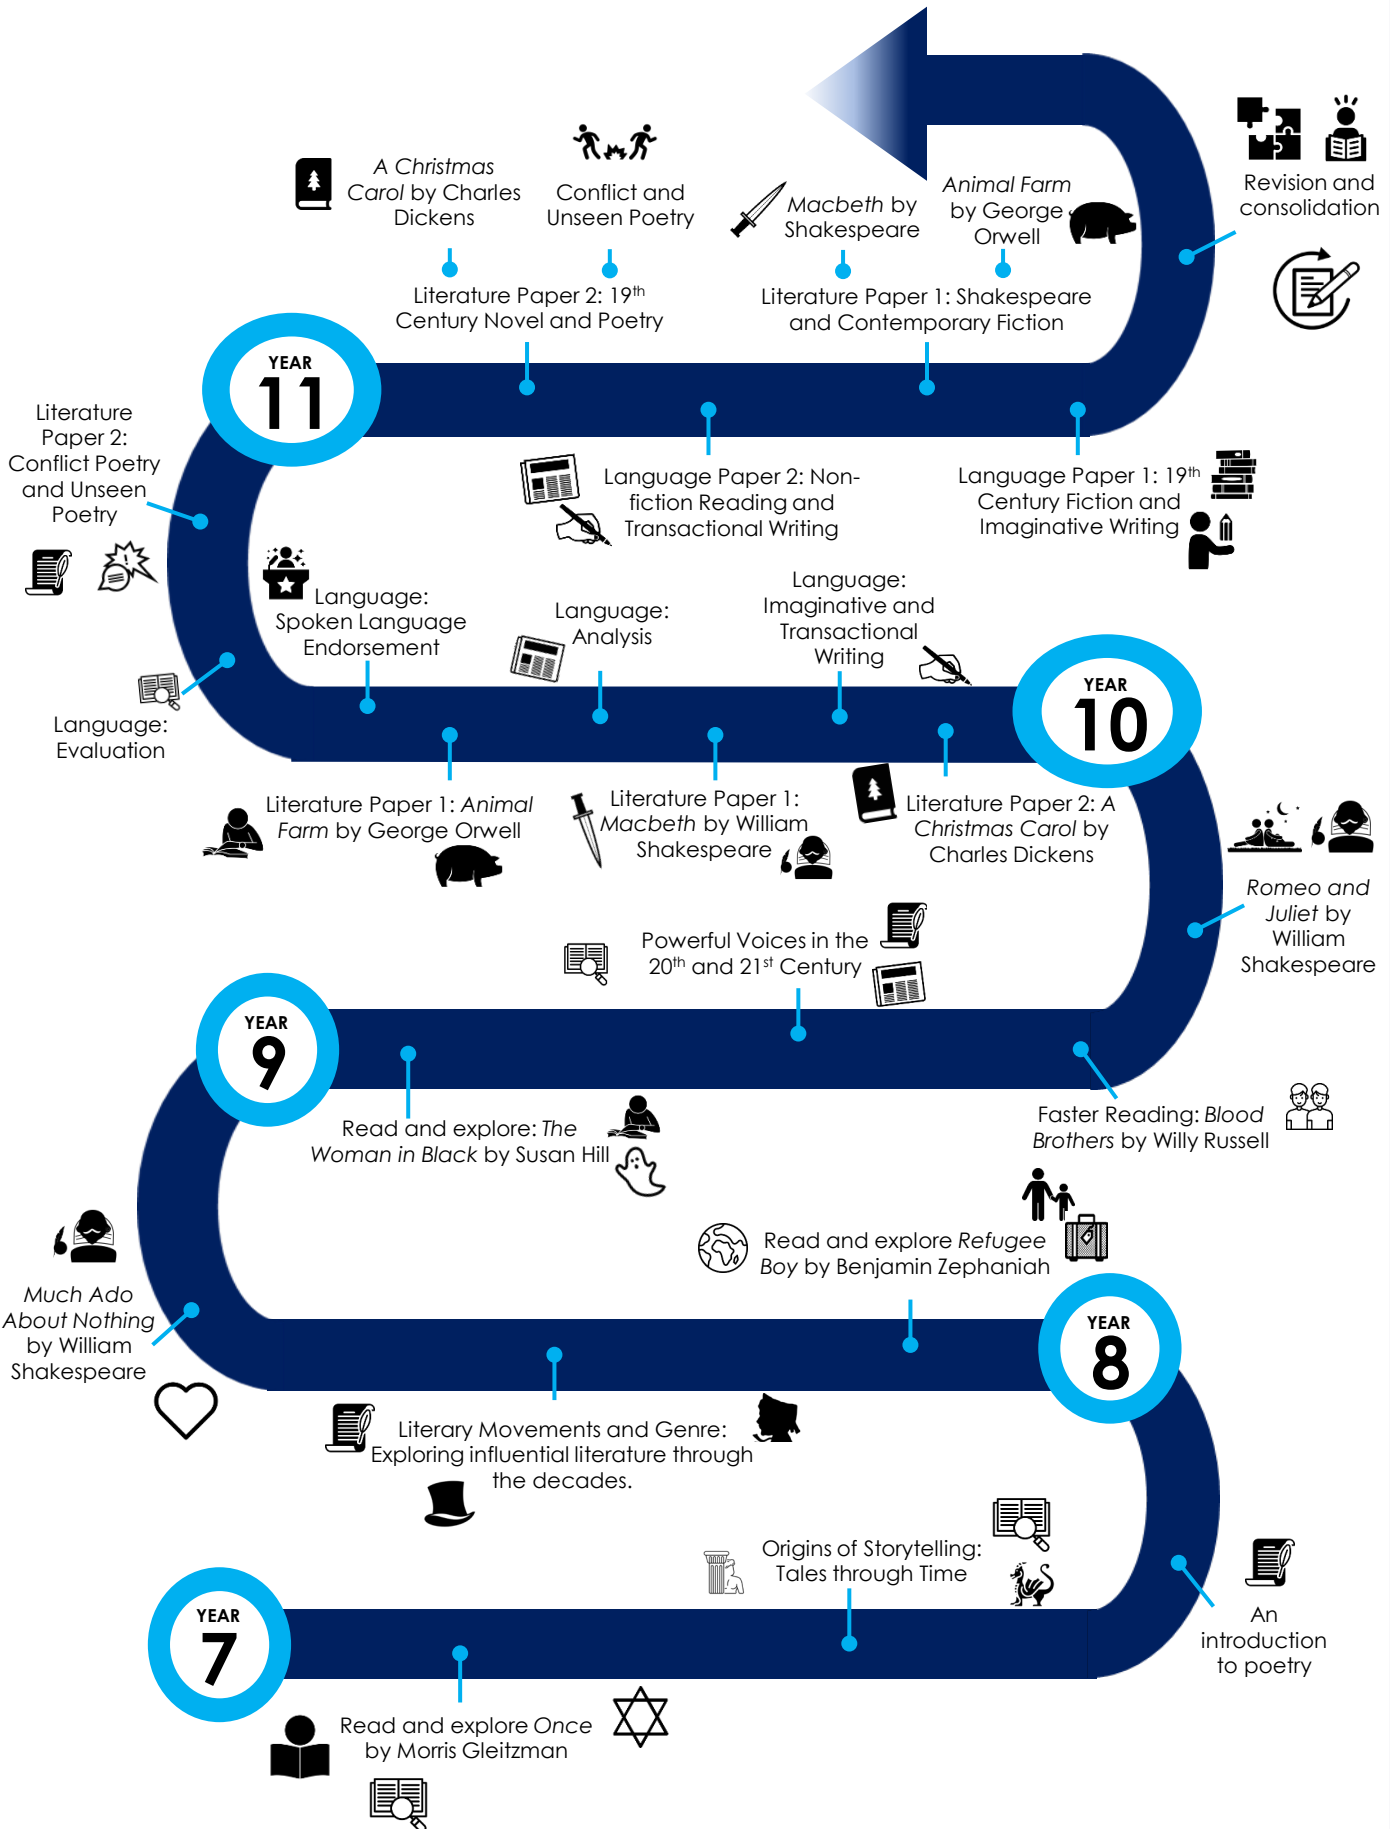 A Christmas
Carol by Charles
Dickens
Conflict and
Unseen Poetry
Macbeth by
Shakespeare
Animal Farm
by George
Orwell
Revision and
consolidation
Literature Paper 2: 19th
Century Novel and Poetry
Literature Paper 1: Shakespeare
and Contemporary Fiction
YEAR
11
Literature
Paper 2:
Conflict Poetry
and Unseen
Poetry
Language Paper 2: Non-
fiction Reading and
Transactional Writing
Language Paper 1: 19th
Century Fiction and
Imaginative Writing
Language:
Spoken Language
Endorsement
Language:
Analysis
Language:
Imaginative and
Transactional
Writing
YEAR
10
Language:
Evaluation
Literature Paper 1: Animal
Farm by George Orwell
Literature Paper 1:
Macbeth by William
Shakespeare
Literature Paper 2: A
Christmas Carol by
Charles Dickens
Romeo and
Juliet by
William
Shakespeare
Powerful Voices in the
20th and 21st Century
YEAR
9
Read and explore: The
Woman in Black by Susan Hill
Faster Reading: Blood
Brothers by Willy Russell
Read and explore Refugee
Boy by Benjamin Zephaniah
Much Ado
About Nothing
by William
Shakespeare
YEAR
8
Literary Movements and Genre:
Exploring influential literature through
the decades.
Origins of Storytelling:
Tales through Time
An
introduction
to poetry
YEAR
7
Read and explore Once
by Morris Gleitzman